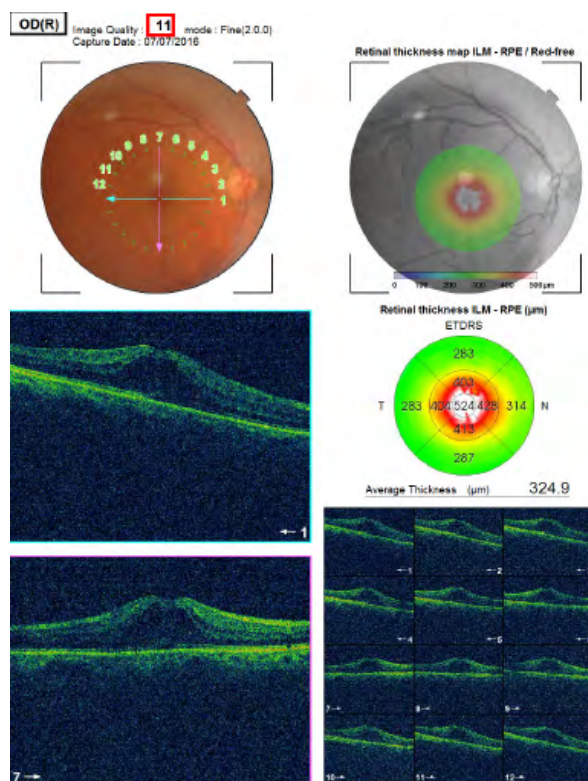 OD(R) Image Quality : 11 mode : Fine(2.0.0)
Capture Date : 07/07/2016
Retinal thickness map ILM - RPE / Red-free
7
8 6
9 5
10 4
11 3
12 2
1
0 100 200 300 400 500 µm
Retinal thickness ILM - RPE (µm)
ETDRS
283
403
T 283 404 524 428 314 N
413
287
Average Thickness (µm) 324.9
← 1
7 →
←1 ←2
←4
7→ 8→ 9→
10→ 11→ 12→